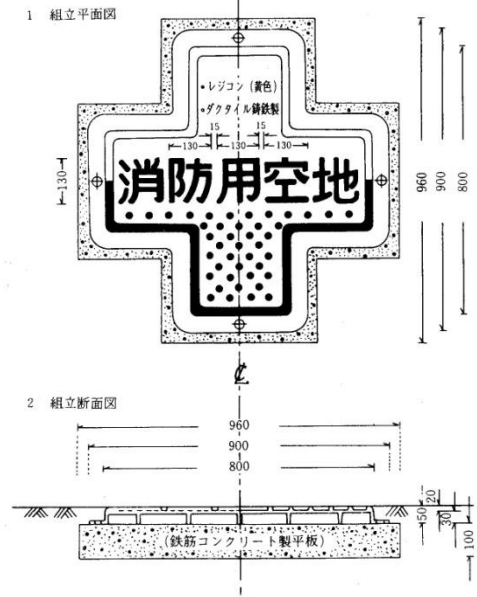 1 組立平面図
•レジコン(黄色)
•ダクタイル鋳鉄製
15 15
130 130 130
消防用空地
130
960
900
800
℄
2 組立断面図
960
900
800
20
50
30
100
(鉄筋コンクリート製平板)